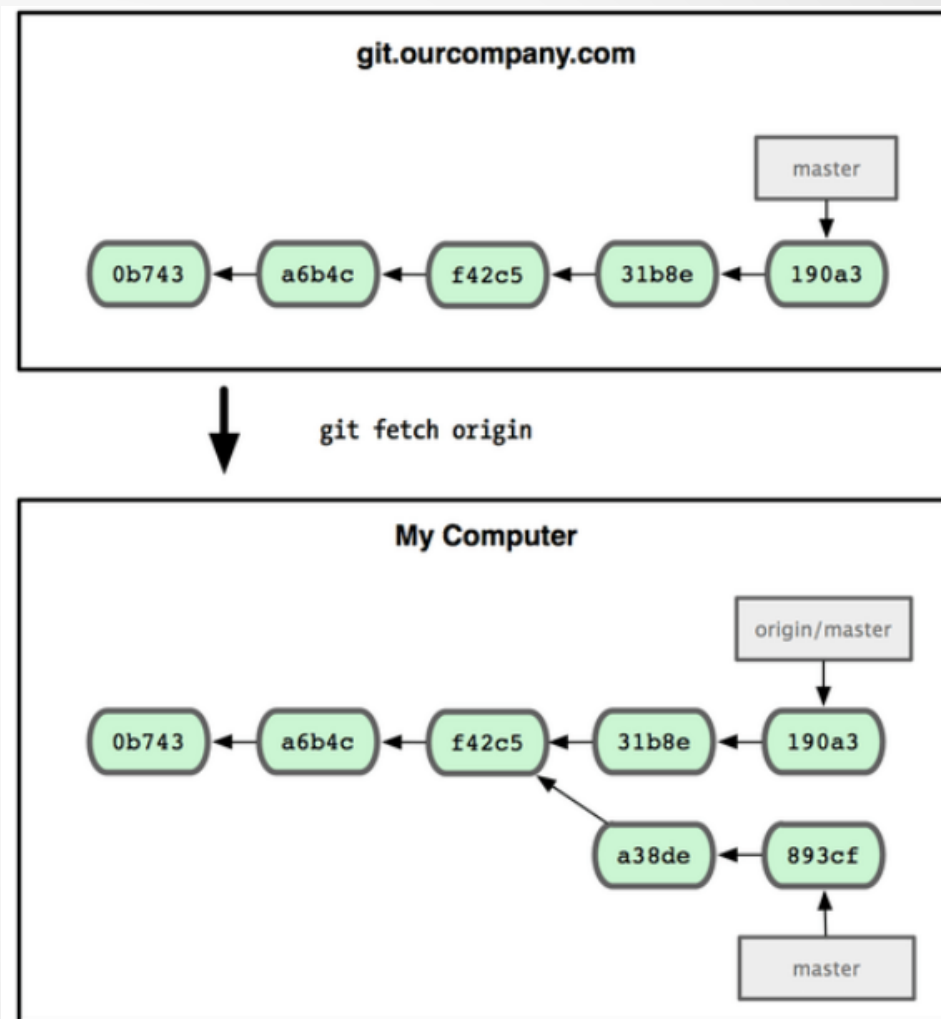 git.ourcompany.com
master
0b743 a6b4c f42c5 31b8e 190a3
git fetch origin
My Computer
origin/master
0b743 a6b4c f42c5 31b8e 190a3
a38de 893cf
master